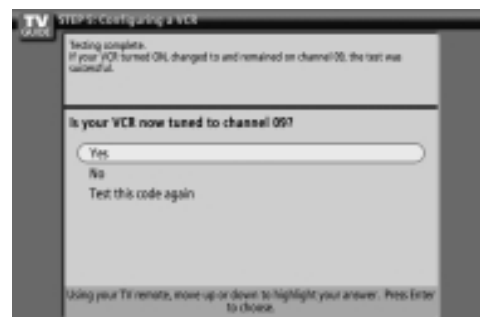 TV
GUIDE
STEP 5: Configuring a VCR
Testing complete.
If your VCR turned ON, changed to and remained on channel 09, the test was
successful.
Is your VCR now tuned to channel 09?
Yes
No
Test this code again
Using your TV remote, move up or down to highlight your answer. Press Enter
to choose.